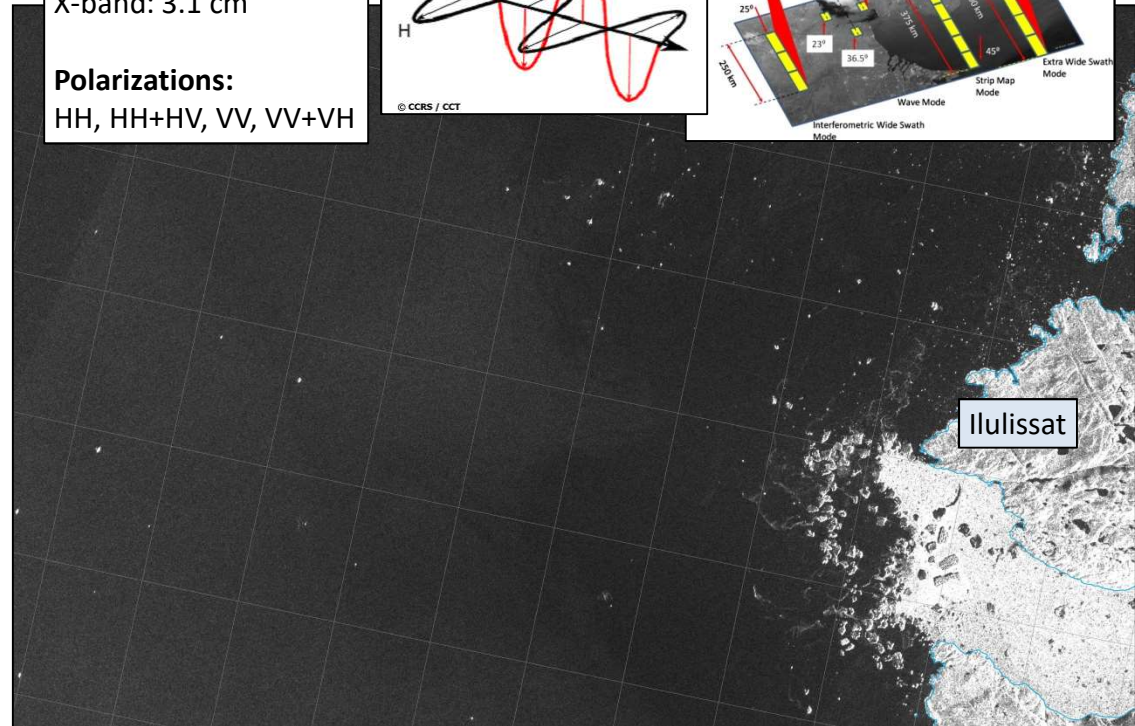 X-band: 3.1 cm
Polarizations:
HH, HH+HV, VV, VV+VH
H
© CCRS / CCT
25°
250 km
23°
36.5°
375 km
45°
Extra Wide Swath
Mode
Strip Map
Mode
Wave Mode
Interferometric Wide Swath
Mode
Ilulissat